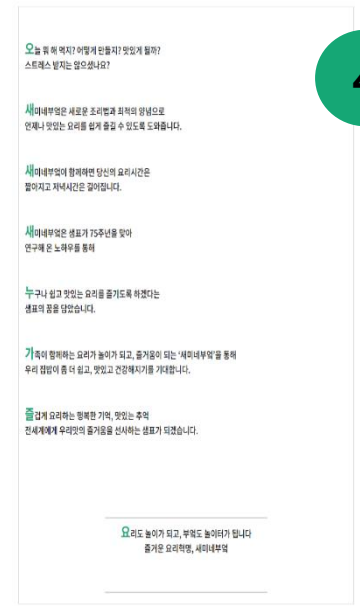 오늘 뭐 해 먹지? 어떻게 만들지? 맛있게 될까?
스트레스 받지는 않으셨나요?
새미네부엌은 새로운 조리법과 최적의 양념으로
언제나 맛있는 요리를 쉽게 즐길 수 있도록 도와줍니다.
새미네부엌이 함께하면 당신의 요리시간은
짧아지고 저녁시간은 길어집니다.
새미네부엌은 샘표가 75주년을 맞아
연구해 온 노하우를 통해
누구나 쉽고 맛있는 요리를 즐기도록 하겠다는
샘표의 꿈을 담았습니다.
가족이 함께하는 요리가 놀이가 되고, 즐거움이 되는 '새미네부엌'을 통해
우리 집밥이 좀 더 쉽고, 맛있고 건강해지기를 기대합니다.
즐겁게 요리하는 행복한 기억, 맛있는 추억
전세계에게 우리맛의 즐거움을 선사하는 샘표가 되겠습니다.
요리도 놀이가 되고, 부엌도 놀이터가 됩니다
즐거운 요리혁명, 새미네부엌